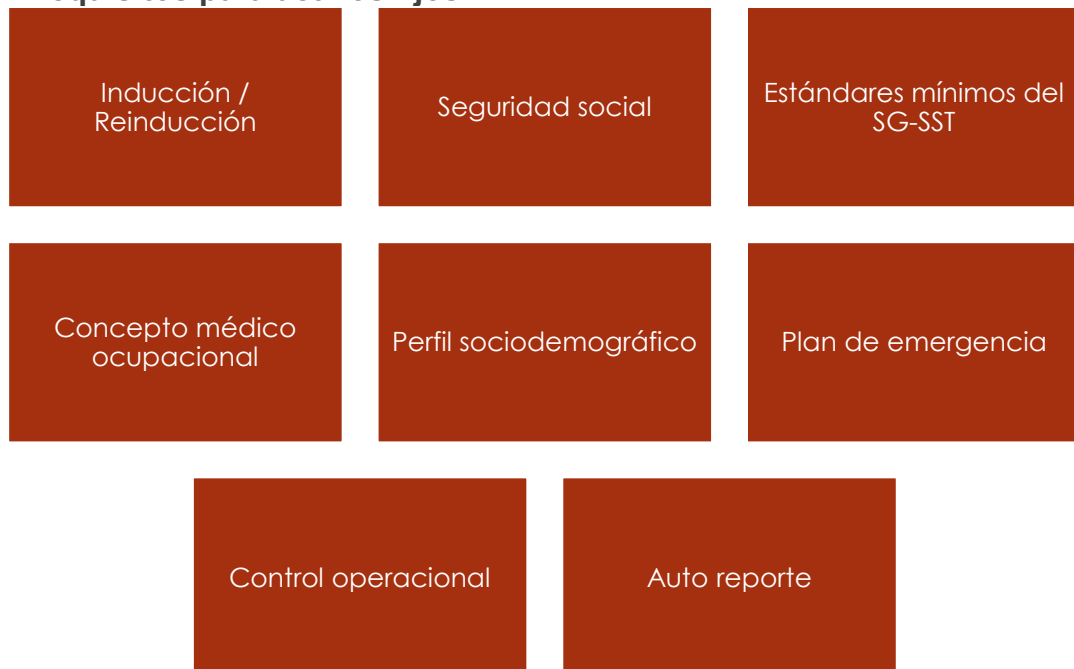 Inducción /
Reinducción
Seguridad social
Estándares mínimos del
SG-SST
Concepto médico
ocupacional
Perfil sociodemográfico
Plan de emergencia
Control operacional
Auto reporte